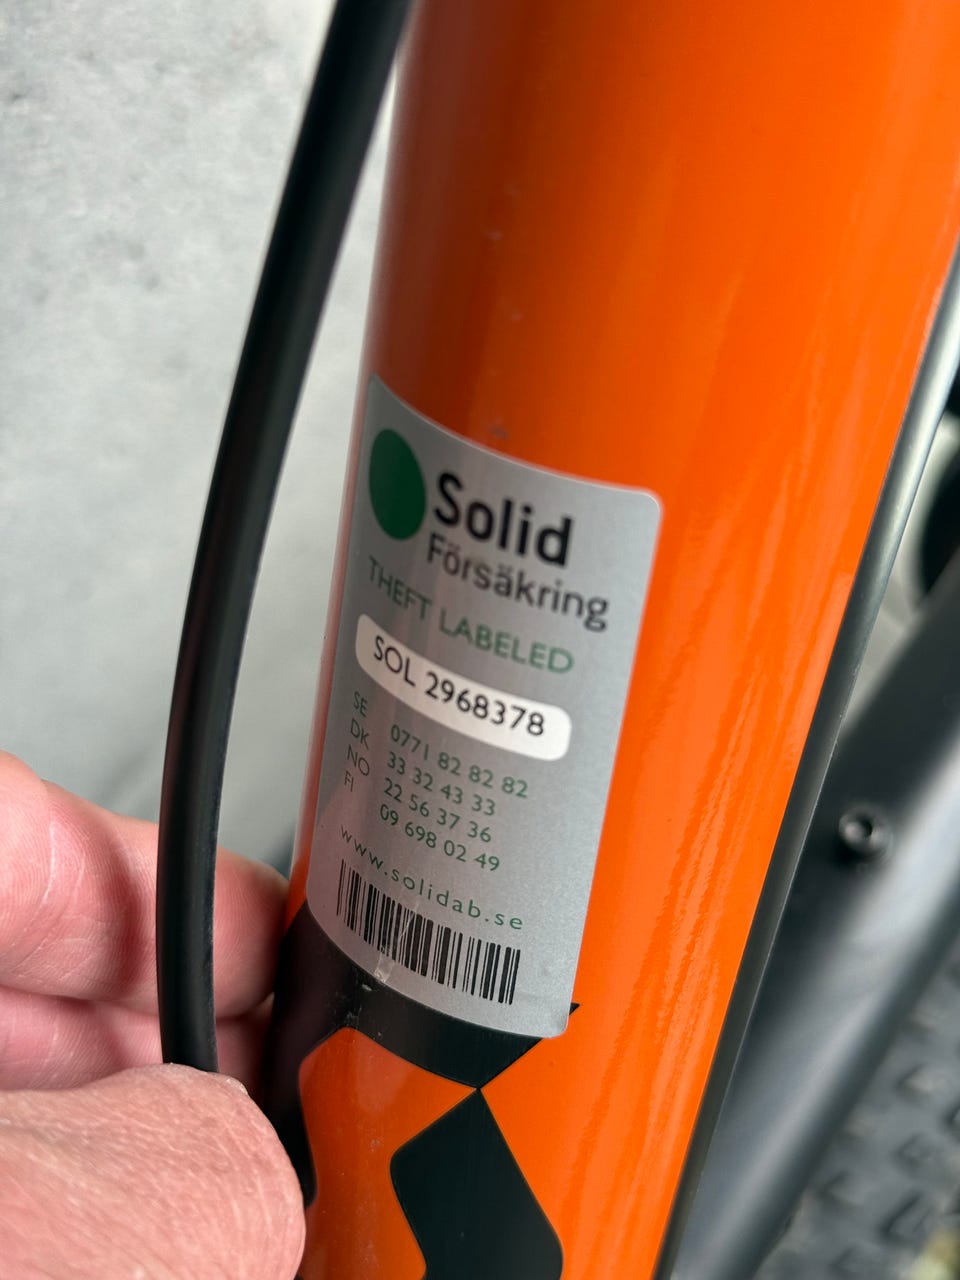 Solid
Försäkring
THEFT LABELED
SOL 2968378
SE 0771 82 82 82
DK 33 32 43 33
NO 22 56 37 36
FI 09 698 02 49
www.solidab.se